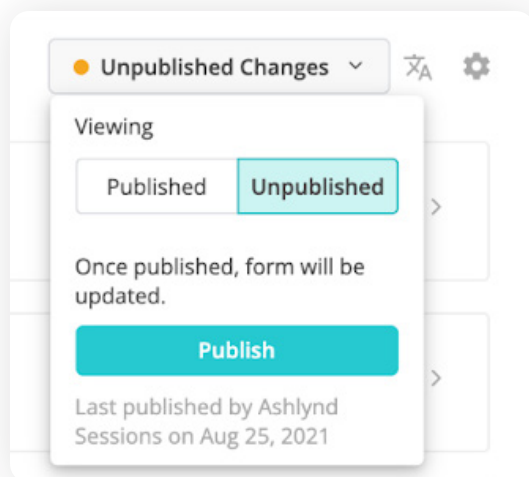 Unpublished Changes
Viewing
Published
Unpublished
Once published, form will be
updated.
Publish
Last published by Ashlynd
Sessions on Aug 25, 2021